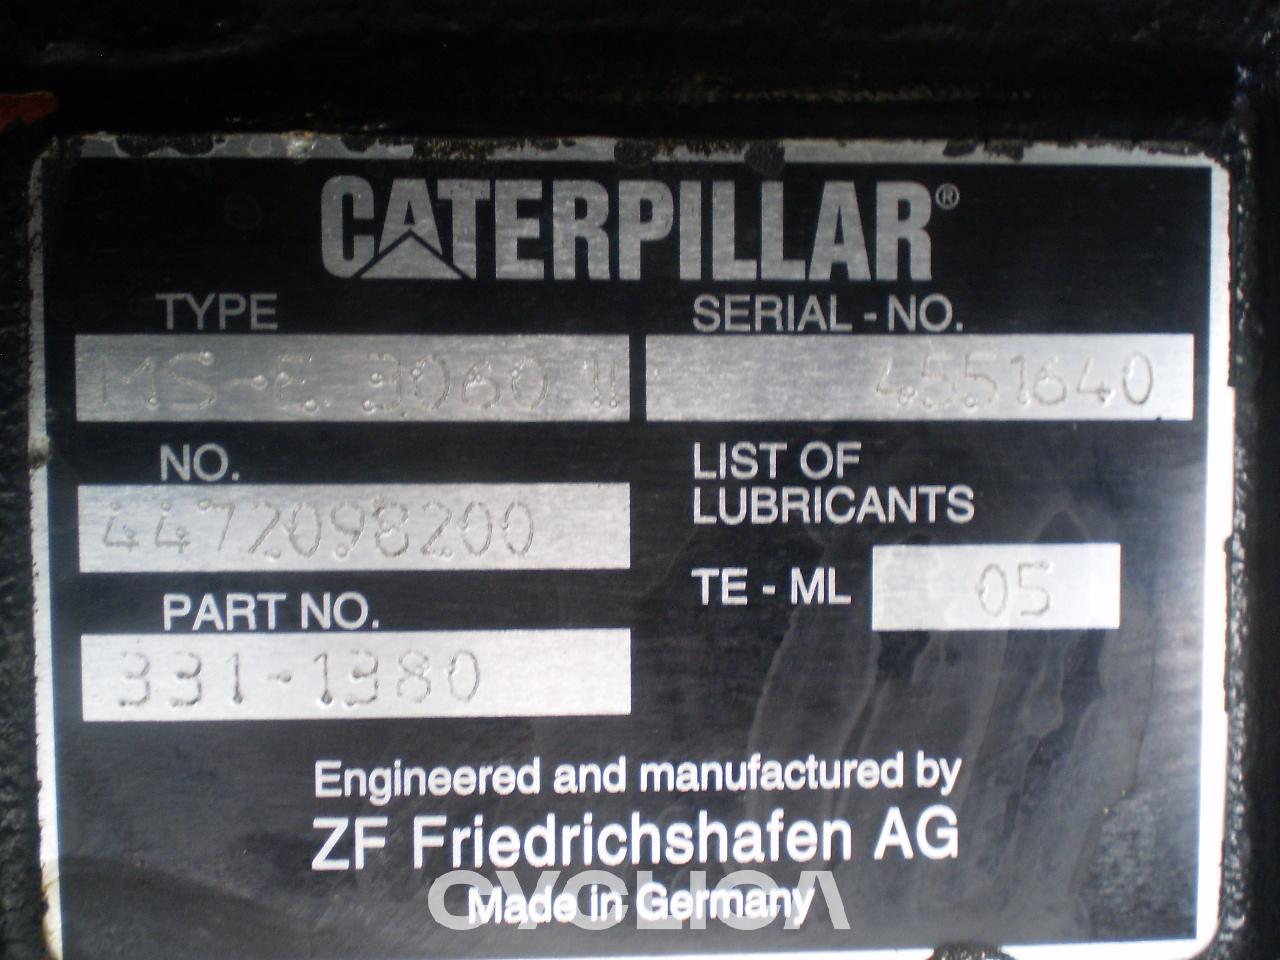 CATERPILLAR®
TYPE
SERIAL - NO.
MS-E 3060 II
4551640
NO.
4472098200
LIST OF
LUBRICANTS
TE - ML
05
PART NO.
331-1380
Engineered and manufactured by
ZF Friedrichshafen AG
Made in Germany
CYCLICA